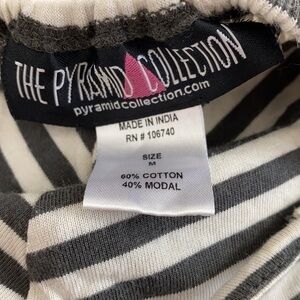 THE PYRAMID COLLECTION
pyramidcollection.com
MADE IN INDIA
RN # 106740
SIZE
M
60% COTTON
40% MODAL